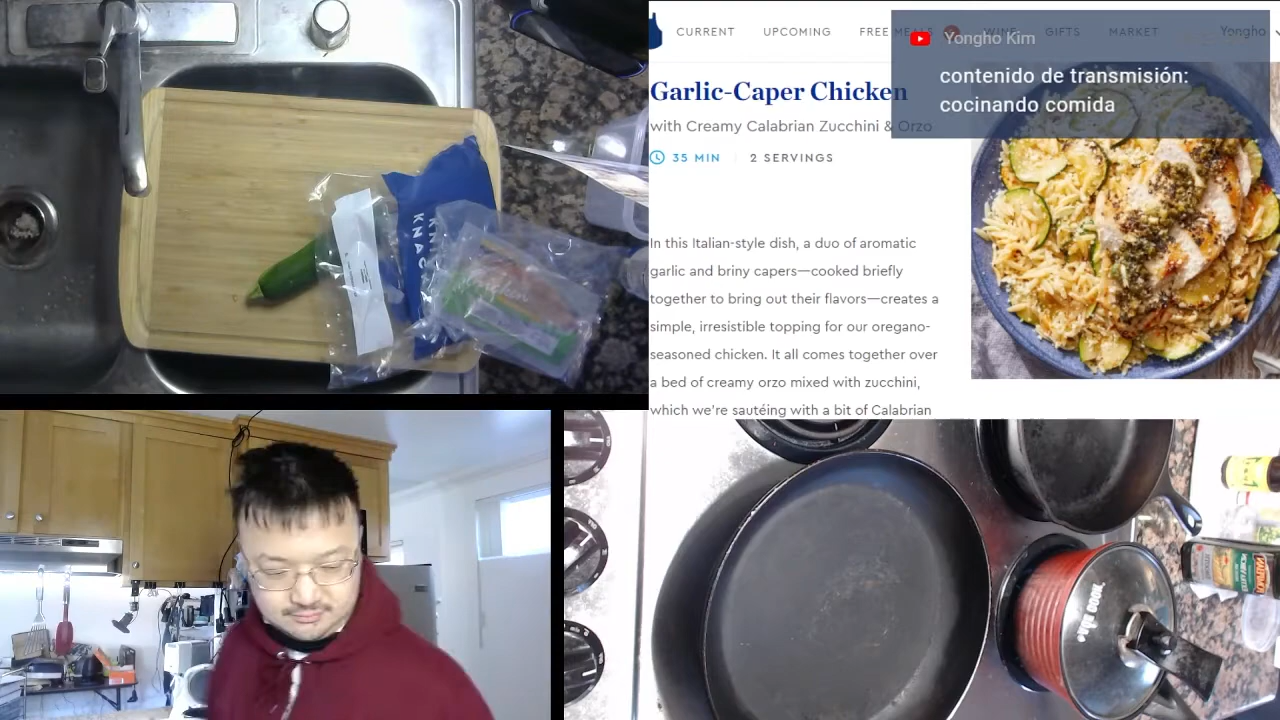 CURRENT UPCOMING FREE MEALS WINE GIFTS MARKET Yongho
Yongho Kim
contenido de transmisión:
cocinando comida
Garlic-Caper Chicken
with Creamy Calabrian Zucchini & Orzo
35 MIN 2 SERVINGS
In this Italian-style dish, a duo of aromatic
garlic and briny capers—cooked briefly
together to bring out their flavors—creates a
simple, irresistible topping for our oregano-
seasoned chicken. It all comes together over
a bed of creamy orzo mixed with zucchini,
which we're sautéing with a bit of Calabrian